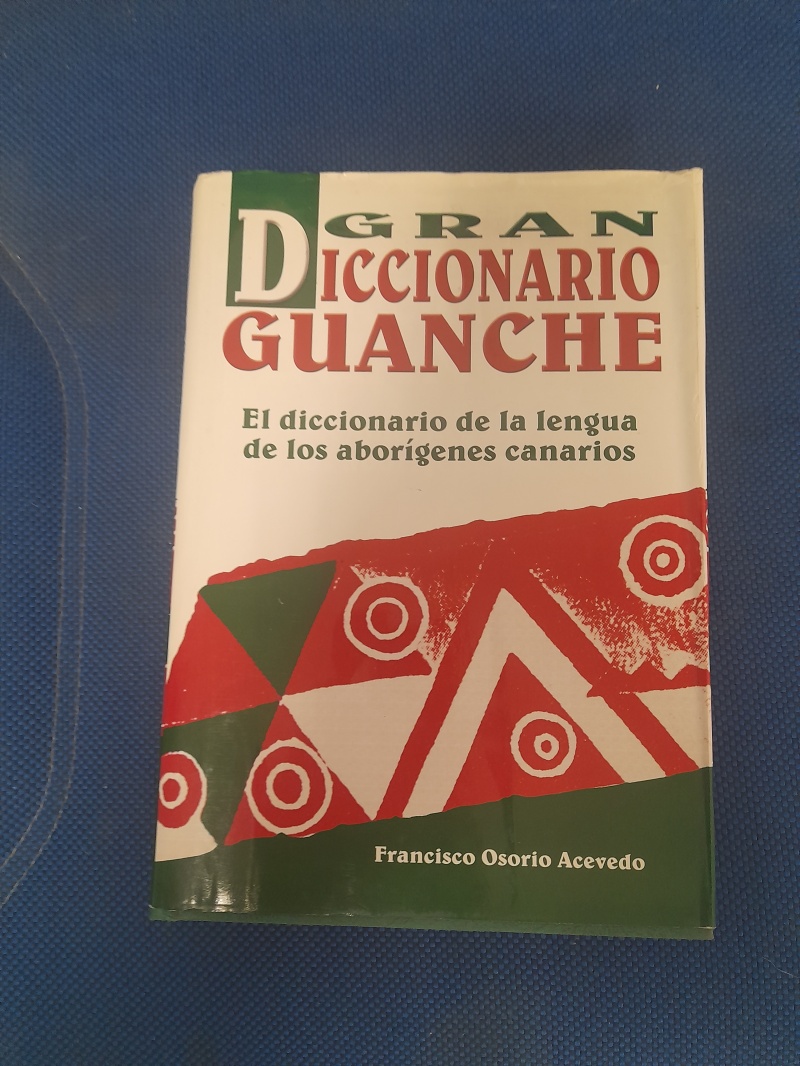 GRAN
DICCIONARIO
GUANCHE
El diccionario de la lengua
de los aborígenes canarios
Francisco Osorio Acevedo